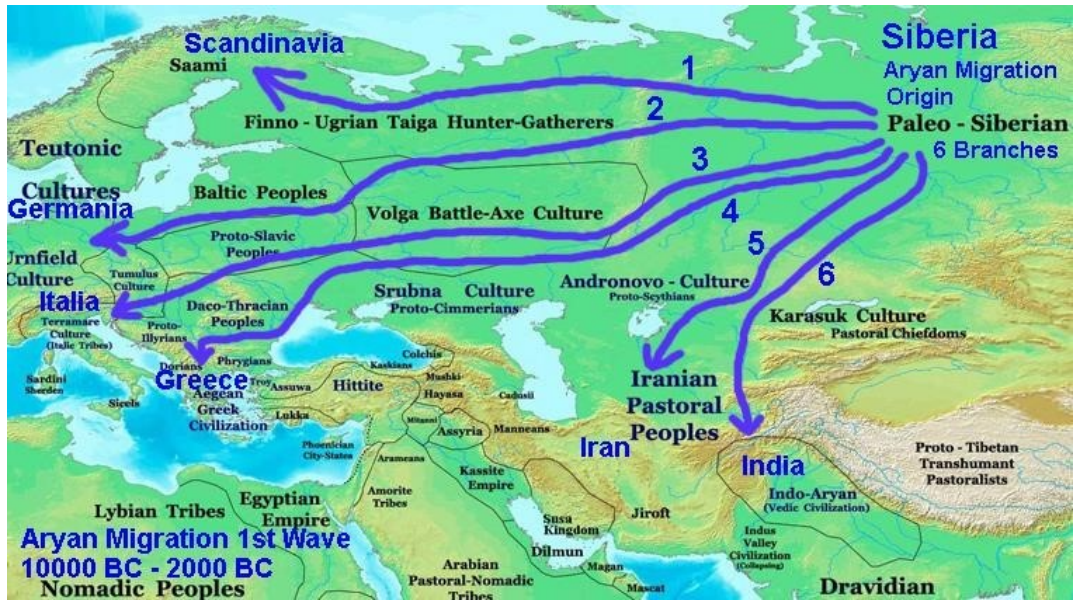 Scandinavia
Saami
1
Siberia
Aryan Migration
Origin
Paleo - Siberian
6 Branches
2
Finno - Ugrian Taiga Hunter-Gatherers
Teutonic
Cultures
Germania
Baltic Peoples
3
Volga Battle-Axe Culture
4
Proto-Slavic
Peoples
5
Urnfield
Culture
Tumulus
Culture
6
Italia
Terramare
Culture
(Italic Tribes)
Daco-Thracian
Peoples
Srubna Culture
Proto-Cimmerians
Andronovo - Culture
Proto-Scythians
Karasuk Culture
Pastoral Chiefdoms
Proto-
Illyrians
Dorians
Phrygians
Greece
Troy
Assuwa
Aegean
Greek
Civilization
Lukka
Hittite
Kaskians
Colchis
Mushki
Hayasa
Cadusii
Sardini
Sherden
Sicels
Mitanni
Assyria
Manneans
Iranian
Pastoral
Peoples
Iran
India
Proto - Tibetan
Transhumant
Pastoralists
Phoenician
City-States
Arameans
Kassite
Empire
Indo-Aryan
(Vedic Civilization)
Lybian Tribes
Egyptian
Empire
Amorite
Tribes
Susa
Kingdom
Jiroft
Indus
Valley
Civilization
(Collapsing)
Aryan Migration 1st Wave
10000 BC - 2000 BC
Nomadic Peoples
Arabian
Pastoral-Nomadic
Tribes
Dilmun
Magan
Mascat
Dravidian